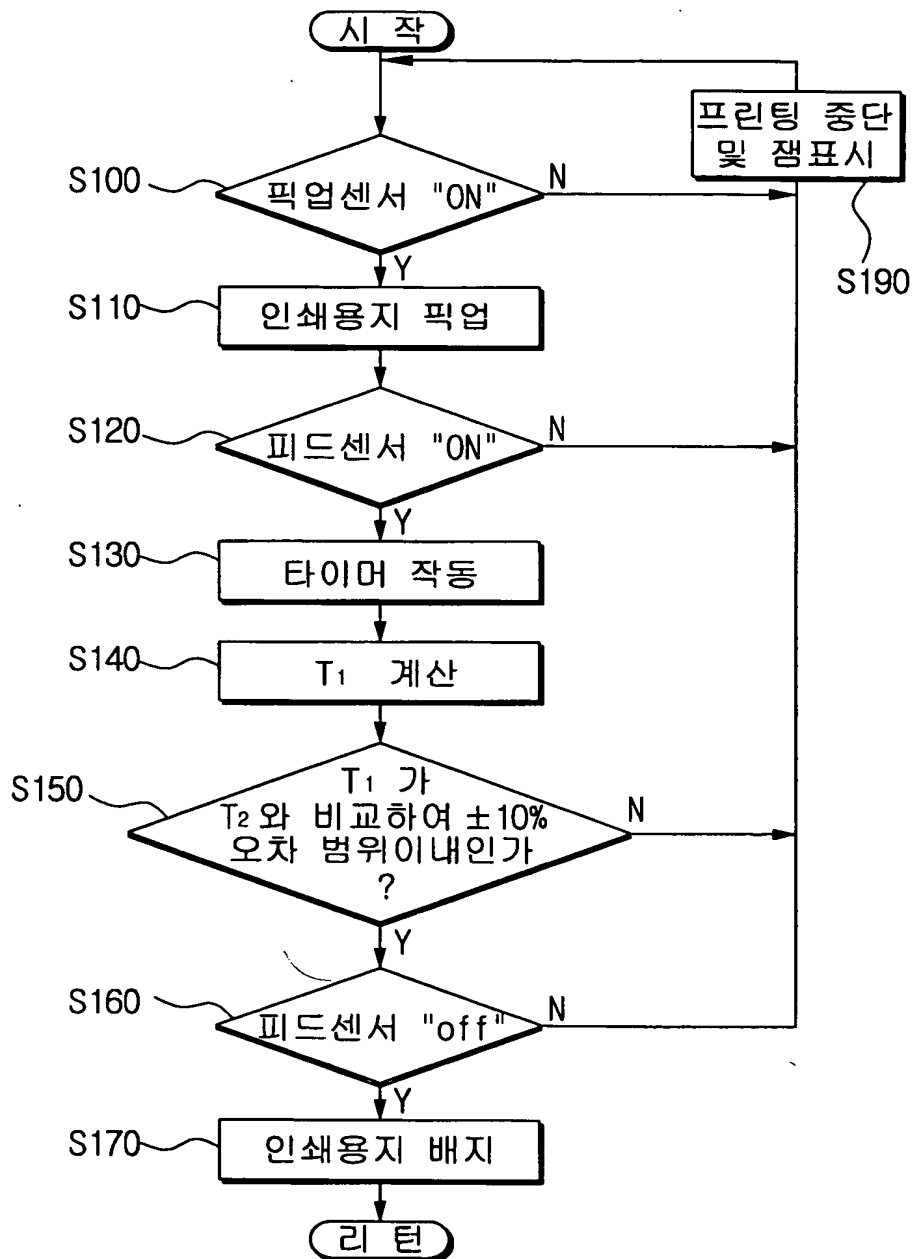 시 작
프린팅 중단
및 잼표시
S190
S100
픽업센서 "ON"
N
Y
S110
인쇄용지 픽업
S120
피드센서 "ON"
N
Y
S130
타이머 작동
S140
T₁ 계산
S150
T₁ 가
T₂와 비교하여 ±10%
오차 범위이내인가
?
N
Y
S160
피드센서 "off"
N
Y
S170
인쇄용지 배지
리 턴